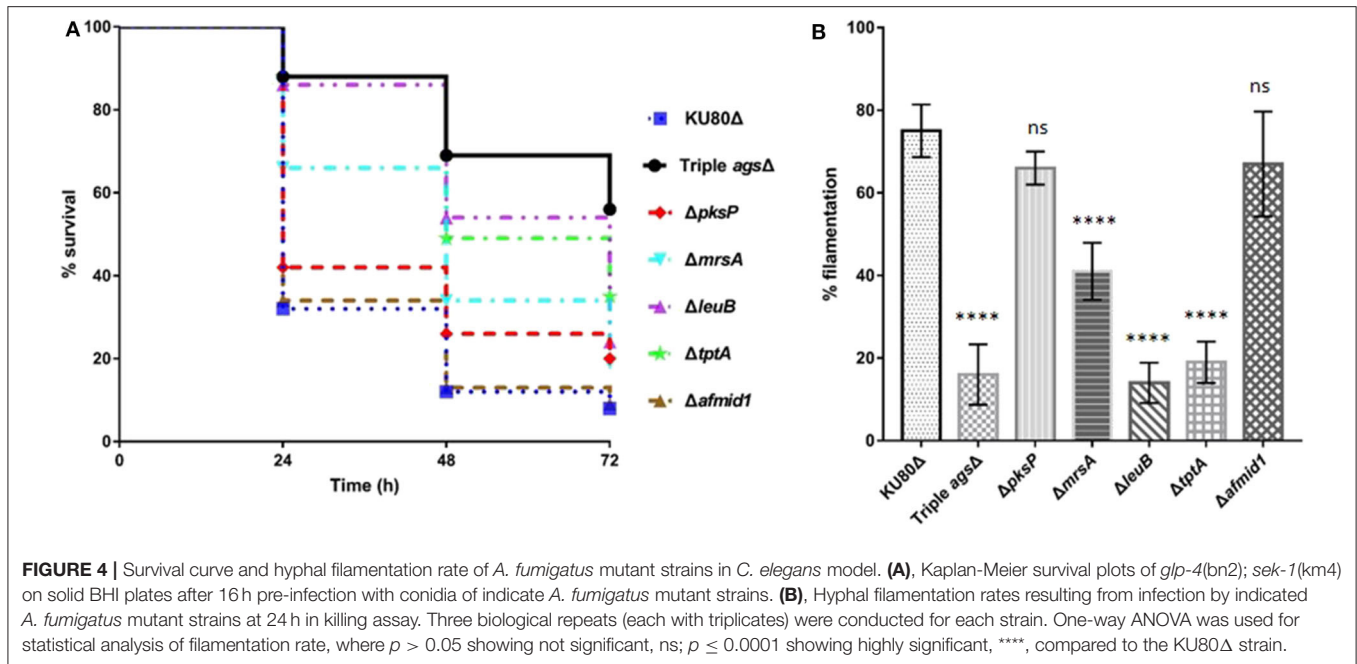 A
100
80
60
40
20
0
% survival
0
24
48
72
Time (h)
KU80Δ
Triple agsΔ
ΔpksP
ΔmrsA
ΔleuB
ΔtptA
Δafmid1
B
100
80
60
40
20
0
% filamentation
****
ns
****
****
****
ns
KU80Δ
Triple agsΔ
ΔpksP
ΔmrsA
ΔleuB
ΔtptA
Δafmid1
FIGURE 4 | Survival curve and hyphal filamentation rate of A. fumigatus mutant strains in C. elegans model. (A), Kaplan-Meier survival plots of glp-4(bn2); sek-1(km4)
on solid BHI plates after 16 h pre-infection with conidia of indicate A. fumigatus mutant strains. (B), Hyphal filamentation rates resulting from infection by indicated
A. fumigatus mutant strains at 24 h in killing assay. Three biological repeats (each with triplicates) were conducted for each strain. One-way ANOVA was used for
statistical analysis of filamentation rate, where p > 0.05 showing not significant, ns; p ≤ 0.0001 showing highly significant, ****, compared to the KU80Δ strain.